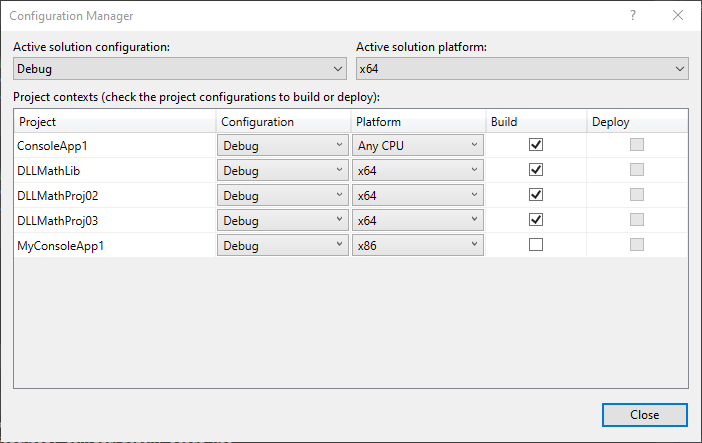 Configuration Manager
Active solution configuration: Active solution platform:
Debug x64
Project contexts (check the project configurations to build or deploy):
Project Configuration Platform Build Deploy
ConsoleApp1 Debug Any CPU
DLLMathLib Debug x64
DLLMathProj02 Debug x64
DLLMathProj03 Debug x64
MyConsoleApp1 Debug x86
Close